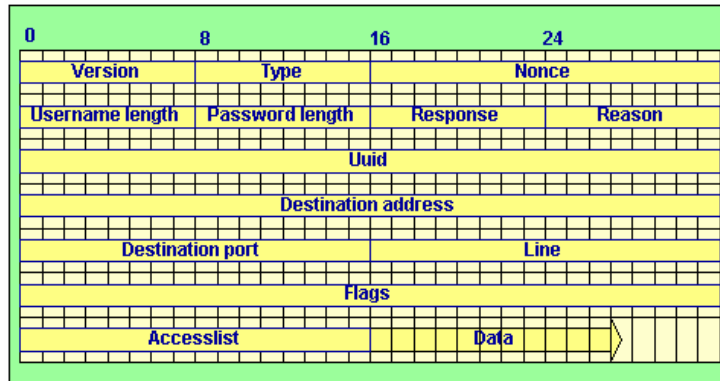 0 8 16 24
Version Type Nonce
Username length Password length Response Reason
Uuid
Destination address
Destination port Line
Flags
Accesslist Data